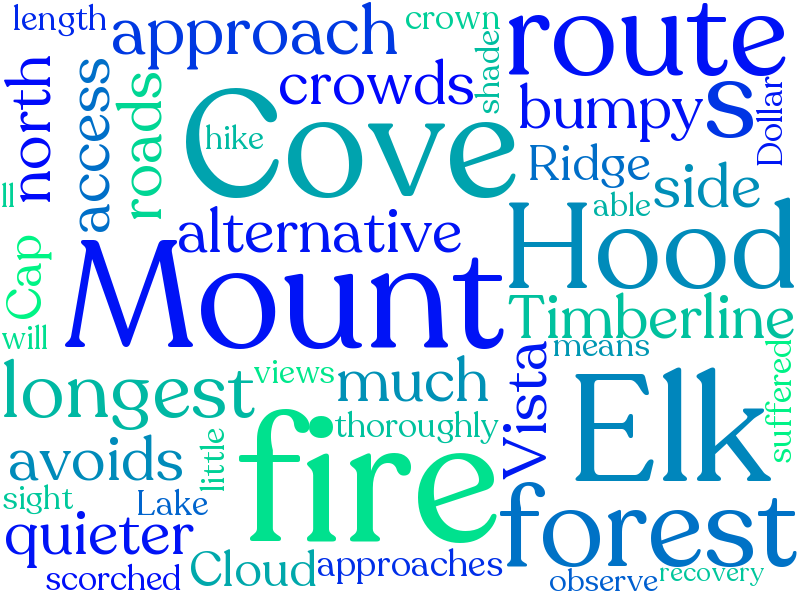 length
approach
crown
route
north
access
roads
crowds
shade
bumpy
s
Dollar
Cove
hike
Ridge
side
able
ll
alternative
Hood
Cap
Mount
Timberline
will
means
longest
views
much
Vista
Elk
suffered
fire
thoroughly
avoids
little
sight
Lake
forest
quieter
Cloud
approaches
scorched
observe
recovery